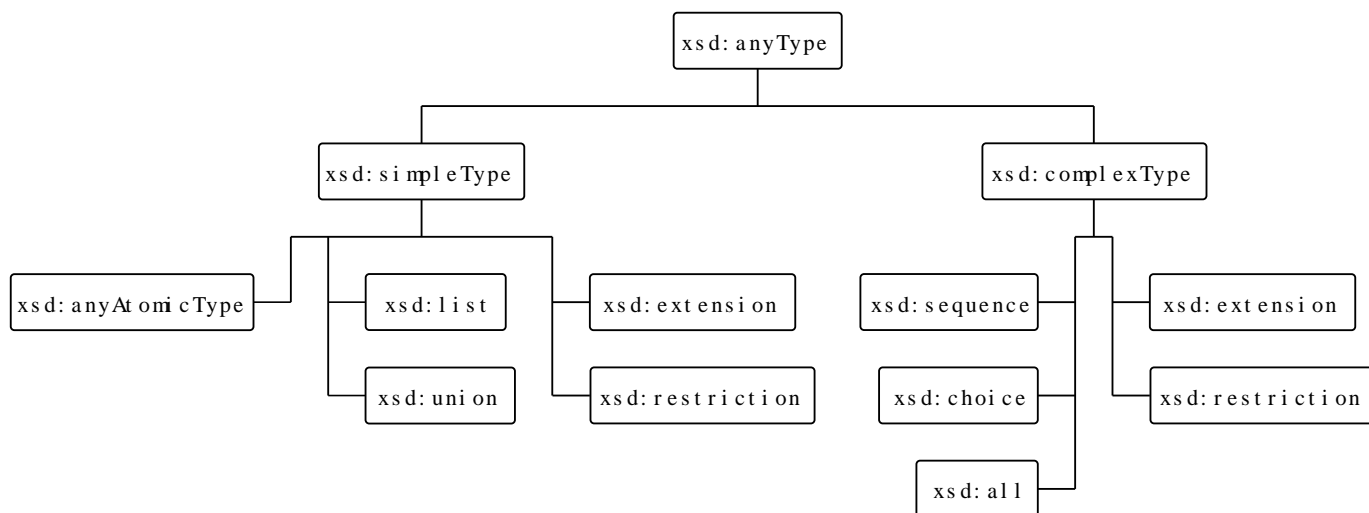 xsd:anyType
xsd:simpleType
xsd:complexType
xsd:anyAtomicType
xsd:list
xsd:extension
xsd:sequence
xsd:extension
xsd:union
xsd:restriction
xsd:choice
xsd:restriction
xsd:all